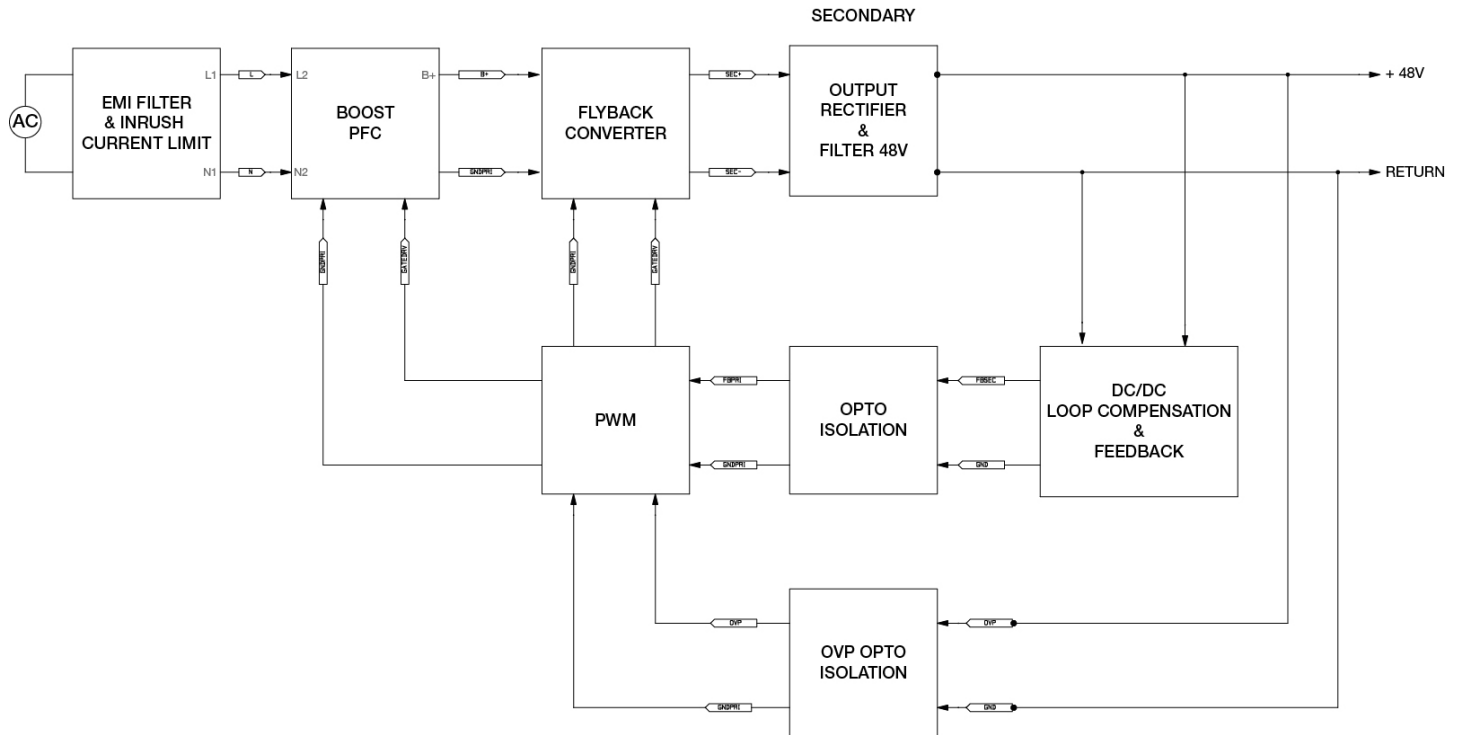 SECONDARY
AC
EMI FILTER
& INRUSH
CURRENT LIMIT
L1
N1
L
N
L2
N2
BOOST
PFC
B+
B+
GNDPRI
FLYBACK
CONVERTER
SEC+
SEC-
OUTPUT
RECTIFIER
&
FILTER 48V
+ 48V
RETURN
GNDPRI
GATEDRV
GNDPRI
GATEDRV
PWM
FBPRI
GNDPRI
OPTO
ISOLATION
FBSEC
GND
DC/DC
LOOP COMPENSATION
&
FEEDBACK
OVP
GNDPRI
OVP OPTO
ISOLATION
OVP
GND